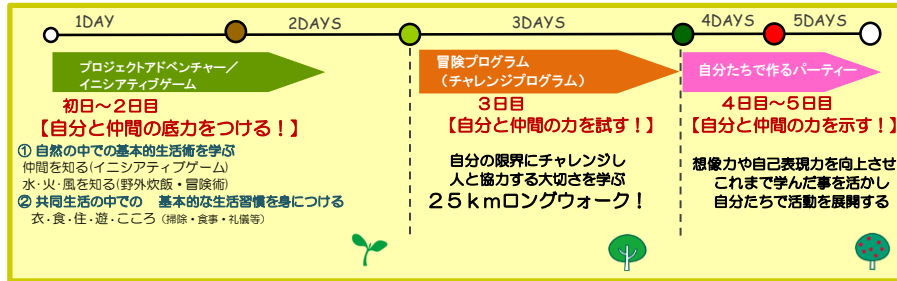 1DAY
2DAYS
3DAYS
4DAYS
5DAYS
プロジェクトアドベンチャー／
イニシアティブゲーム
初日～２日目
【自分と仲間の底力をつける！】
① 自然の中での基本的生活術を学ぶ
仲間を知る(イニシアティブゲーム)
水・火・風を知る(野外炊飯・冒険術)
② 共同生活の中での　基本的な生活習慣を身につける
衣・食・住・遊・こころ（掃除・食事・礼儀等）
冒険プログラム
（チャレンジプログラム）
３日目
【自分と仲間の力を試す！】
自分の限界にチャレンジし
人と協力する大切さを学ぶ
２５ｋｍロングウォーク！
自分たちで作るパーティー
４日目～５日目
【自分と仲間の力を示す！】
想像力や自己表現力を向上させ
これまで学んだ事を活かし
自分たちで活動を展開する